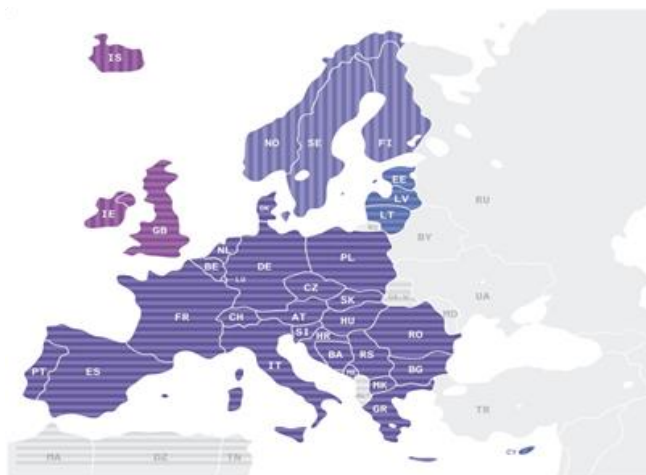 IS
NO
SE
FI
EE
LV
LT
RU
IE
GB
DK
BY
NL
BE
DE
PL
LU
CZ
UA
SK
FR
CH
AT
HU
MD
SI
HR
RO
BA
RS
PT
ES
IT
BG
MK
GR
TR
CY
MA
DZ
TN